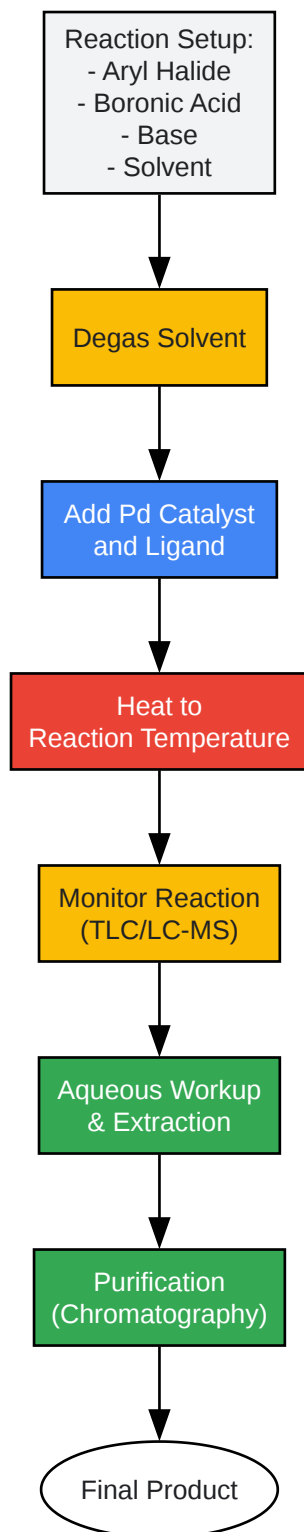 Reaction Setup:
- Aryl Halide
- Boronic Acid
- Base
- Solvent
Degas Solvent
Add Pd Catalyst
and Ligand
Heat to
Reaction Temperature
Monitor Reaction
(TLC/LC-MS)
Aqueous Workup
& Extraction
Purification
(Chromatography)
Final Product